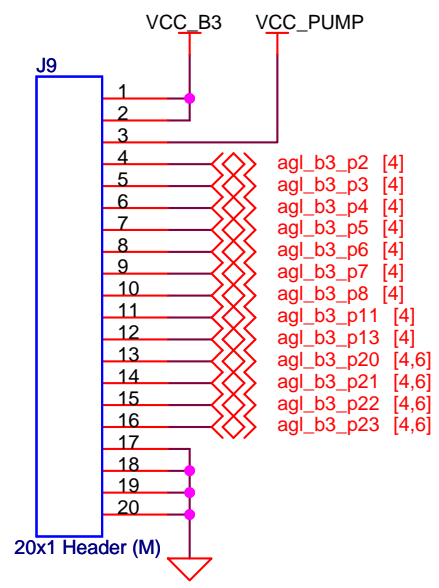 VCC_B3 VCC_PUMP
J9
1
2
3
4 agl_b3_p2 [4]
5 agl_b3_p3 [4]
6 agl_b3_p4 [4]
7 agl_b3_p5 [4]
8 agl_b3_p6 [4]
9 agl_b3_p7 [4]
10 agl_b3_p8 [4]
11 agl_b3_p11 [4]
12 agl_b3_p13 [4]
13 agl_b3_p20 [4,6]
14 agl_b3_p21 [4,6]
15 agl_b3_p22 [4,6]
16 agl_b3_p23 [4,6]
17
18
19
20
20x1 Header (M)